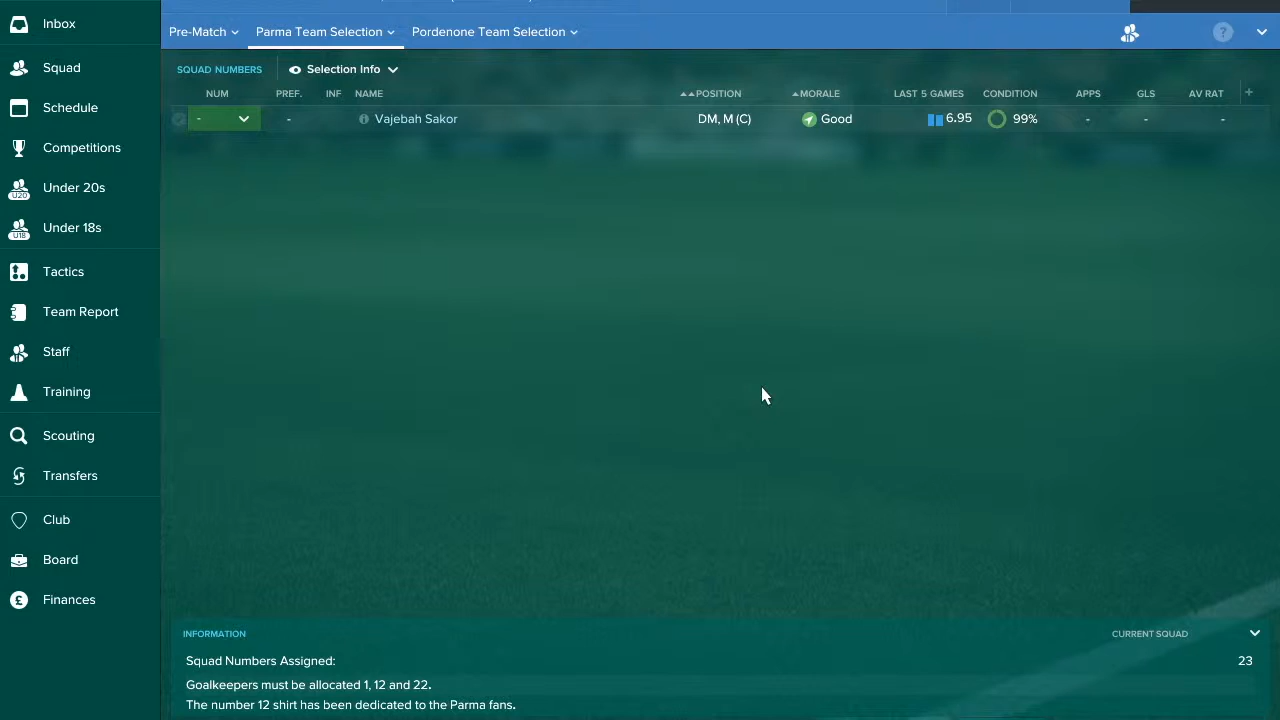 Inbox
Squad
Schedule
Competitions
U20 Under 20s
U18 Under 18s
Tactics
Team Report
Staff
Training
Scouting
Transfers
Club
Board
£ Finances
Pre-Match Parma Team Selection Pordenone Team Selection ?
SQUAD NUMBERS Selection Info
NUM PREF. INF NAME POSITION MORALE LAST 5 GAMES CONDITION APPS GLS AV RAT +
- - Vajebah Sakor DM, M (C) Good 6.95 99% - - -
INFORMATION CURRENT SQUAD
Squad Numbers Assigned: 23
Goalkeepers must be allocated 1, 12 and 22.
The number 12 shirt has been dedicated to the Parma fans.